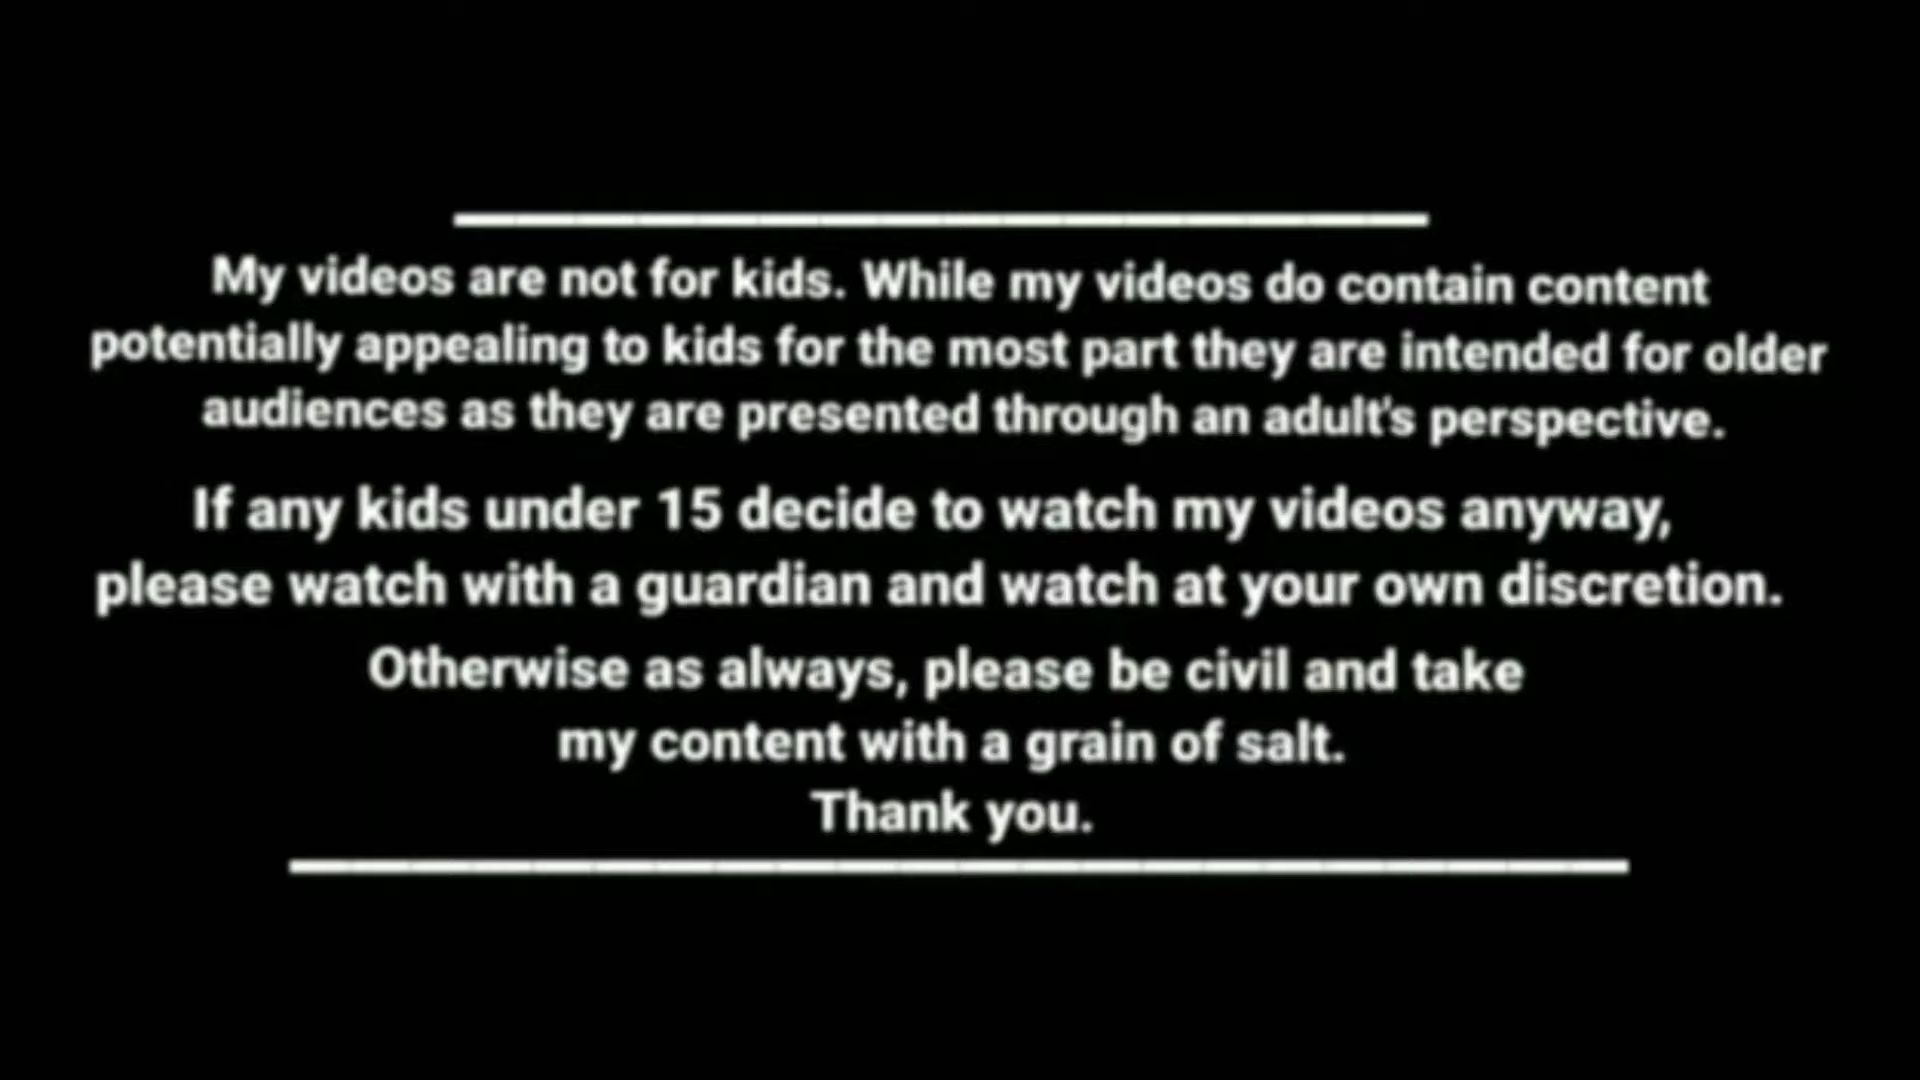 My videos are not for kids. While my videos do contain content
potentially appealing to kids for the most part they are intended for older
audiences as they are presented through an adult's perspective.
If any kids under 15 decide to watch my videos anyway,
please watch with a guardian and watch at your own discretion.
Otherwise as always, please be civil and take
my content with a grain of salt.
Thank you.